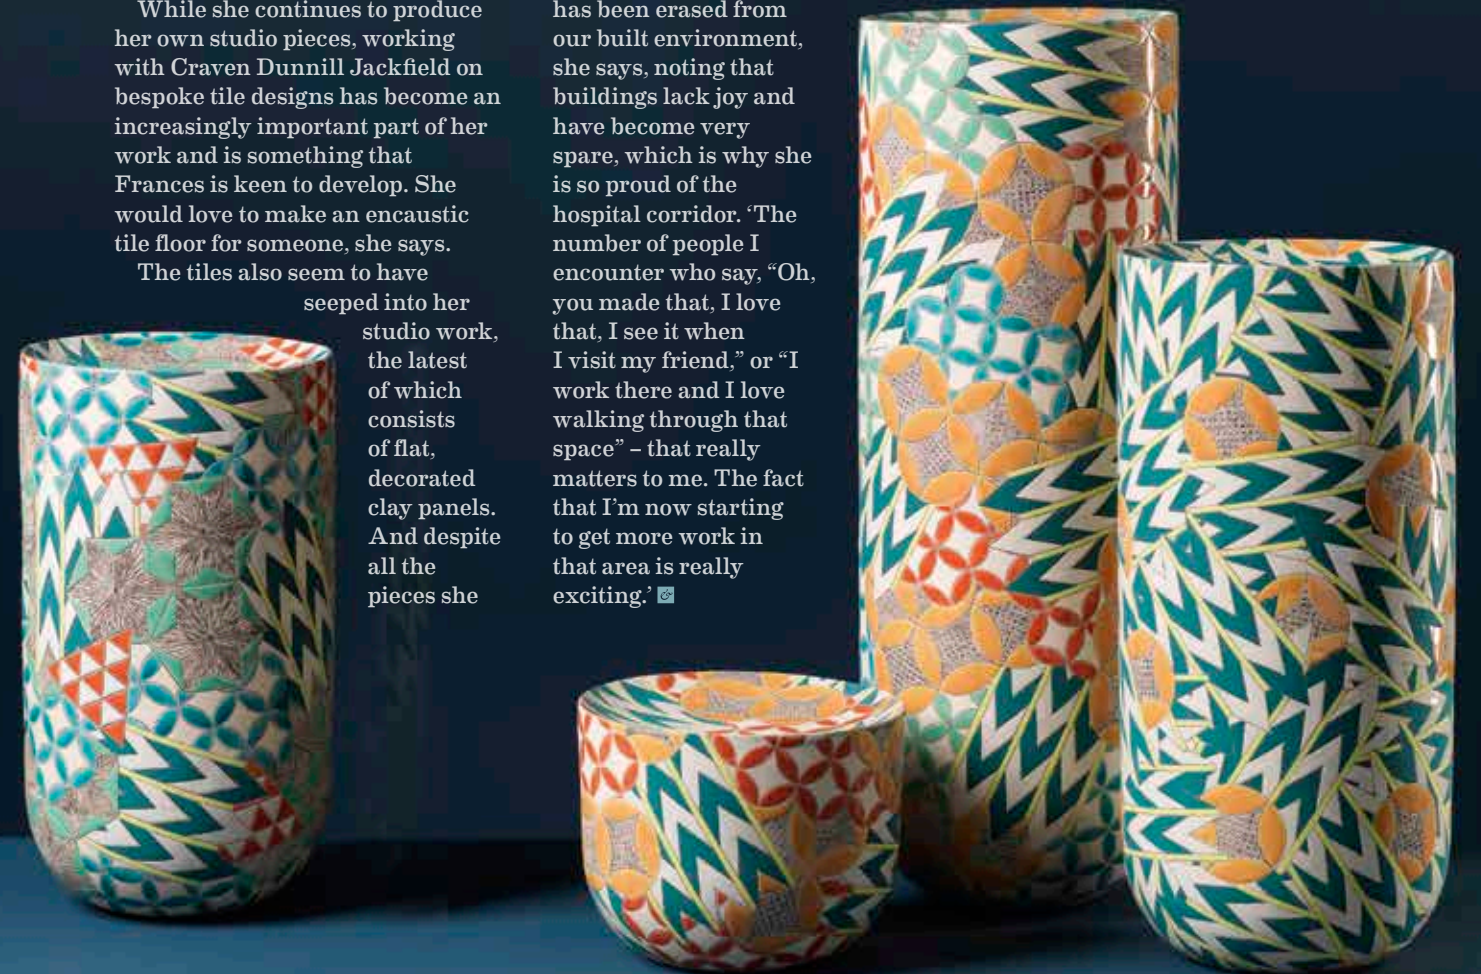 While she continues to produce
her own studio pieces, working
with Craven Dunnill Jackfield on
bespoke tile designs has become an
increasingly important part of her
work and is something that
Frances is keen to develop. She
would love to make an encaustic
tile floor for someone, she says.
The tiles also seem to have
seeped into her
studio work,
the latest
of which
consists
of flat,
decorated
clay panels.
And despite
all the
pieces she
has been erased from
our built environment,
she says, noting that
buildings lack joy and
have become very
spare, which is why she
is so proud of the
hospital corridor. ‘The
number of people I
encounter who say, “Oh,
you made that, I love
that, I see it when
I visit my friend,” or “I
work there and I love
walking through that
space” – that really
matters to me. The fact
that I’m now starting
to get more work in
that area is really
exciting.’ &